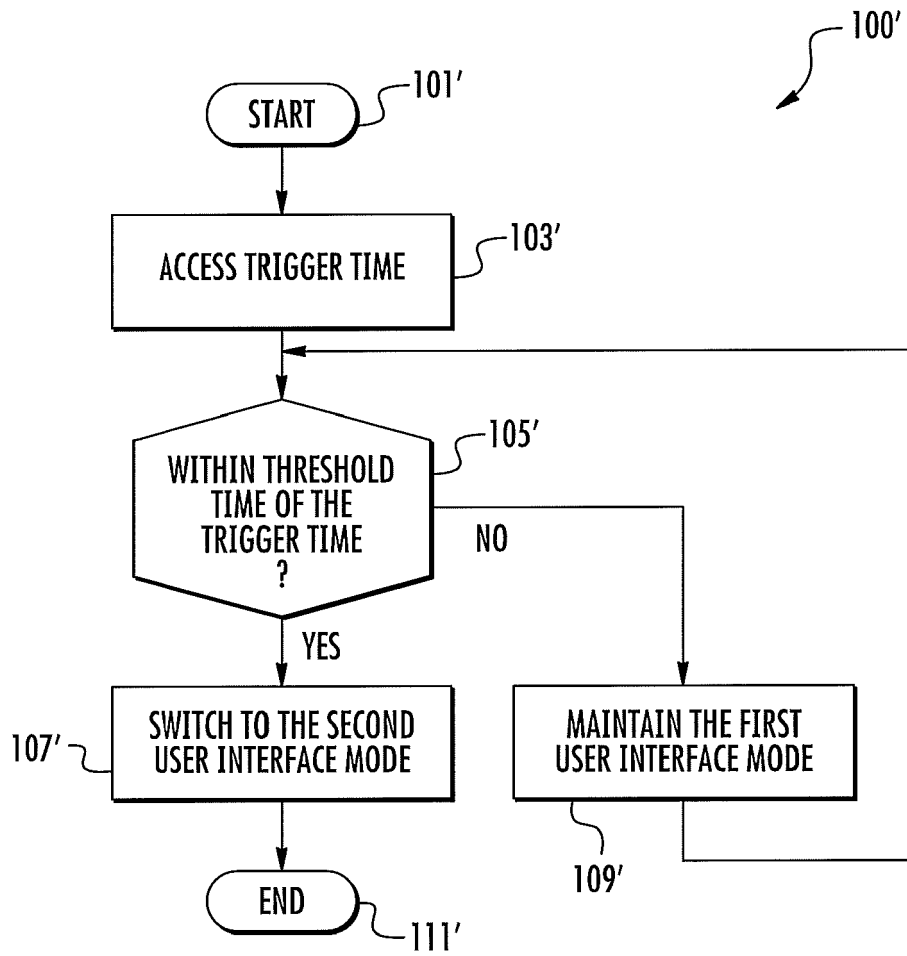 100'
START
101'
ACCESS TRIGGER TIME
103'
WITHIN THRESHOLD
TIME OF THE
TRIGGER TIME
?
105'
NO
YES
SWITCH TO THE SECOND
USER INTERFACE MODE
107'
MAINTAIN THE FIRST
USER INTERFACE MODE
109'
END
111'